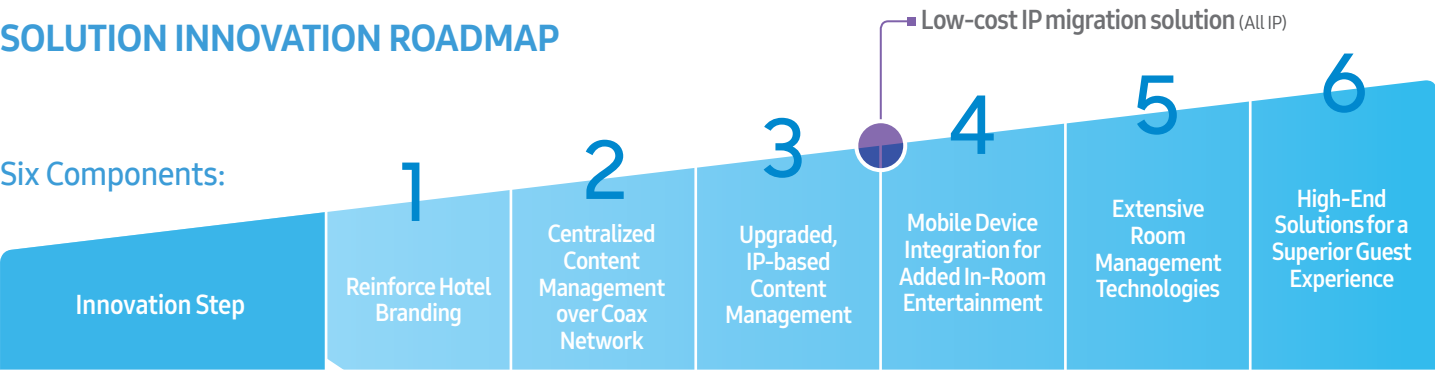 SOLUTION INNOVATION ROADMAP
Low-cost IP migration solution (All IP)
Six Components:
Innovation Step
1
Reinforce Hotel
Branding
2
Centralized
Content
Management
over Coax
Network
3
Upgraded,
IP-based
Content
Management
4
Mobile Device
Integration for
Added In-Room
Entertainment
5
Extensive
Room
Management
Technologies
6
High-End
Solutions for a
Superior Guest
Experience